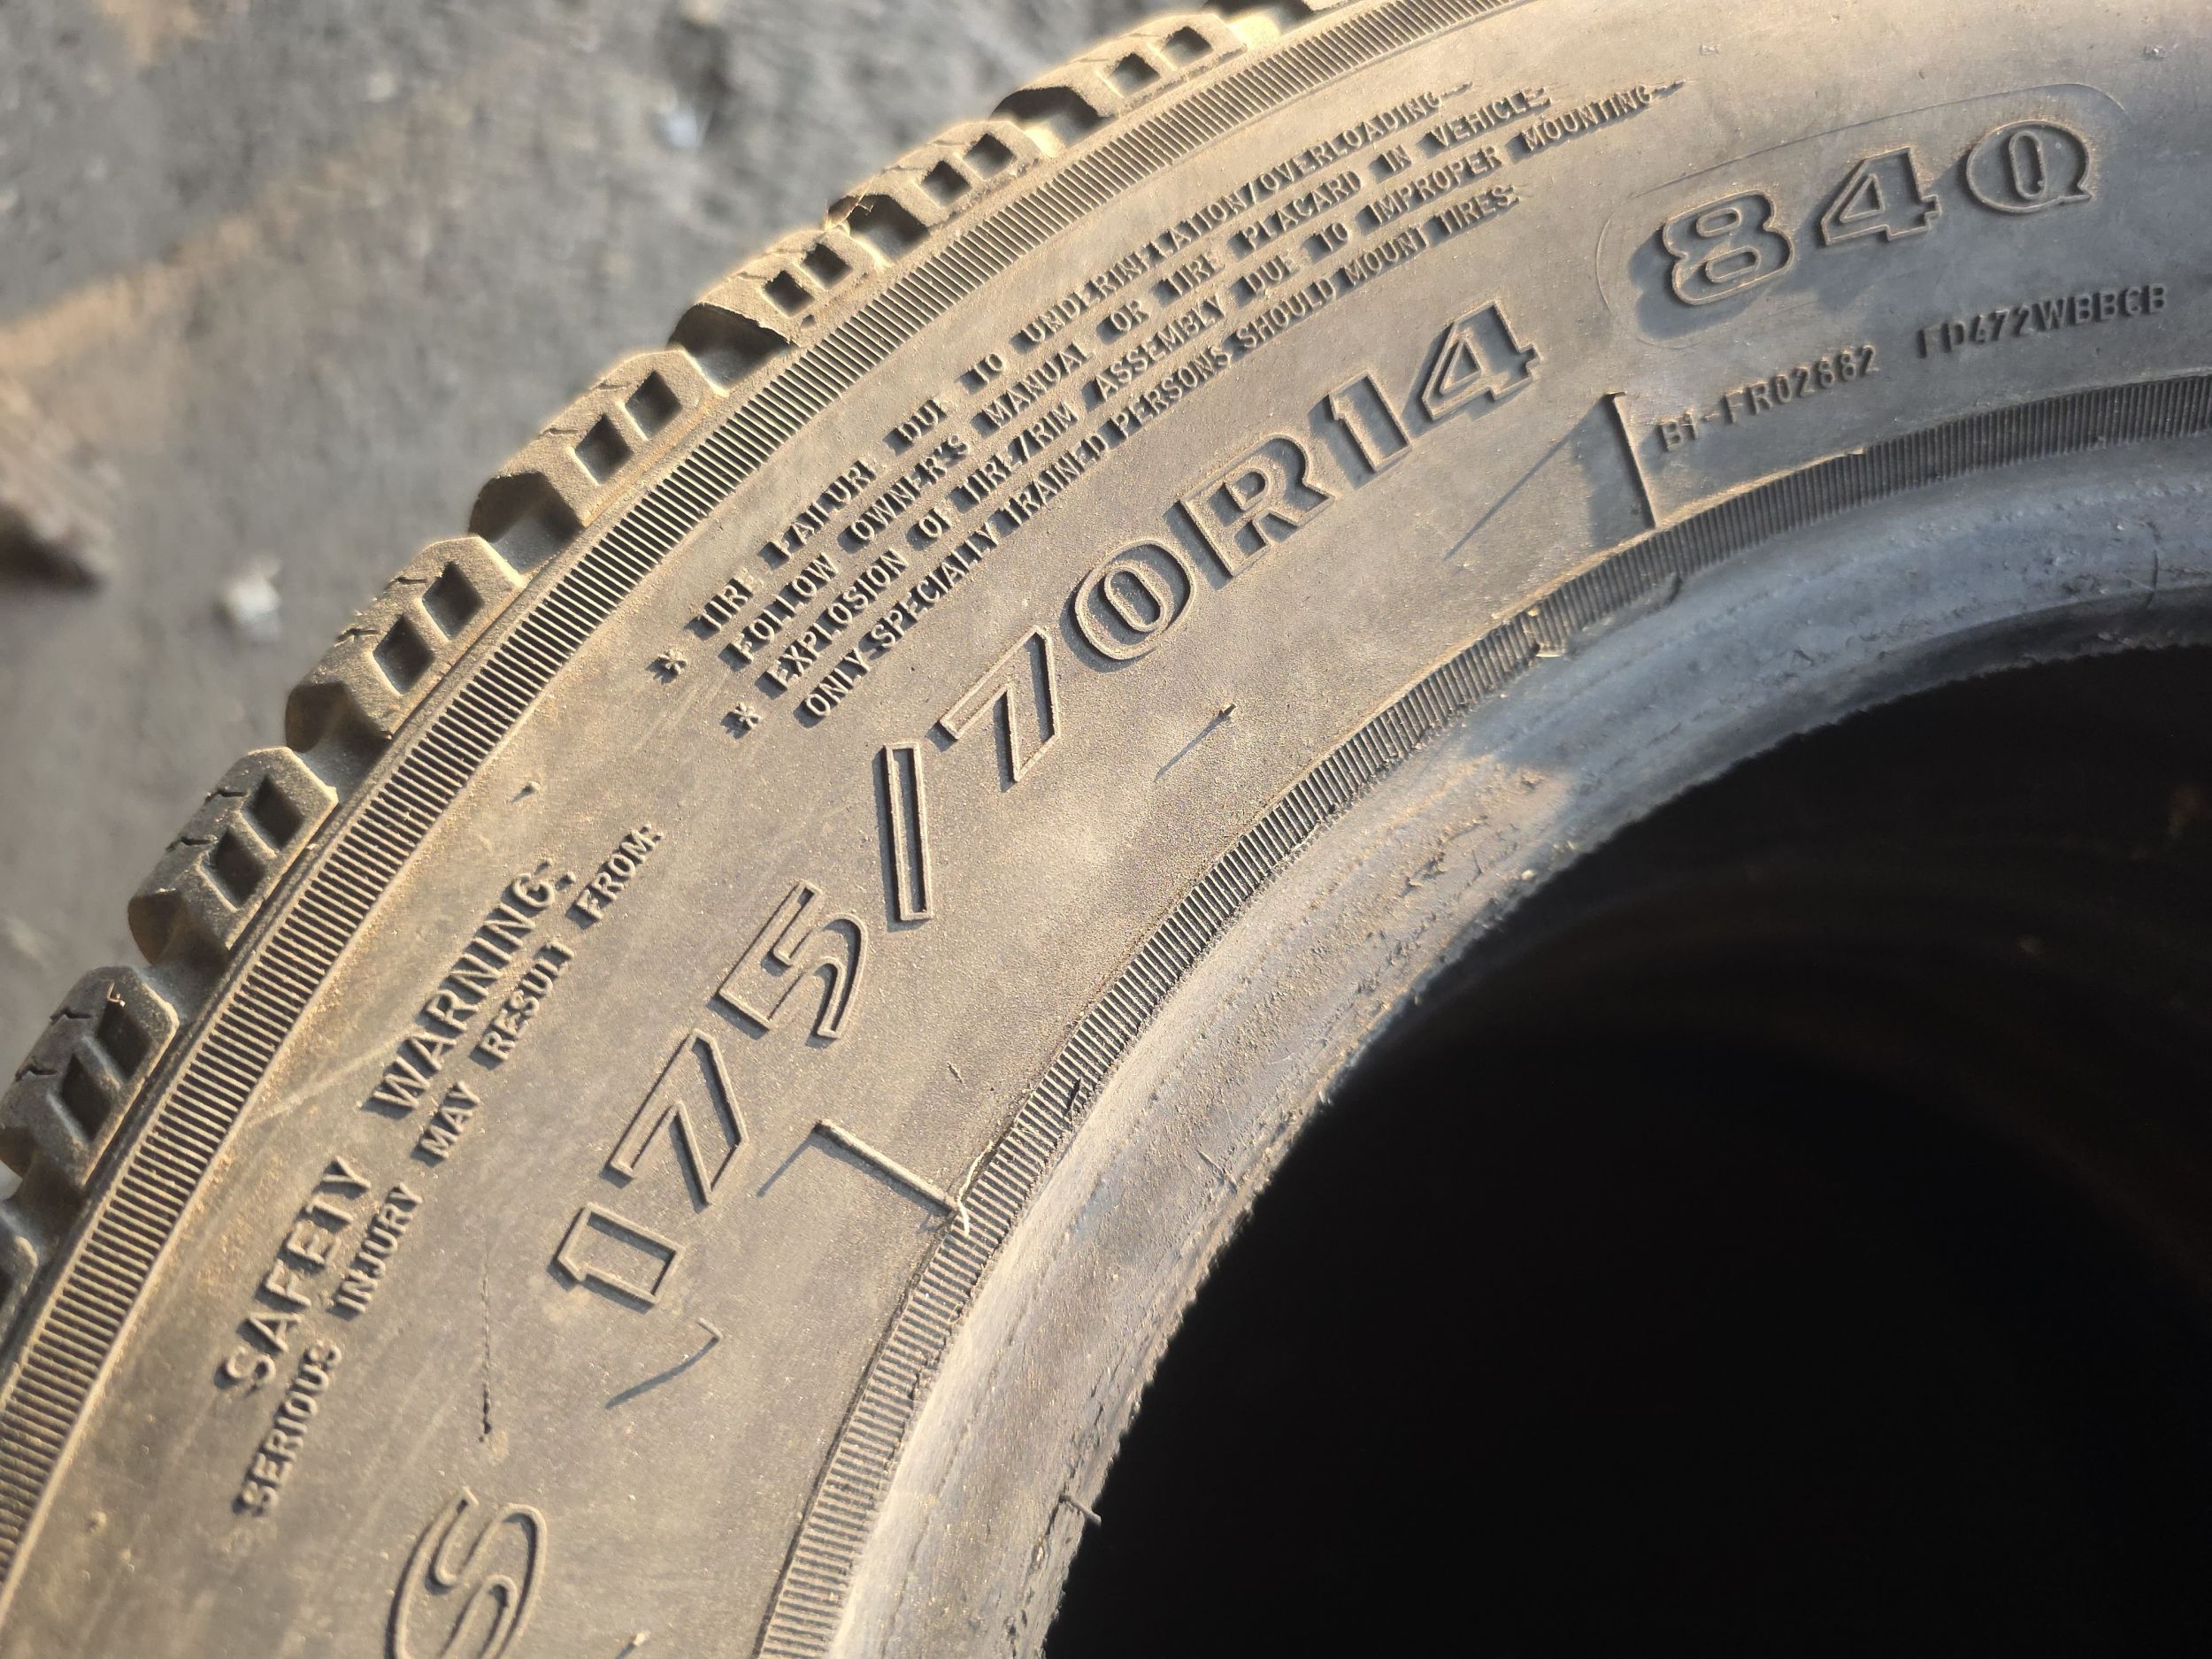 SAFETY WARNING:
SERIOUS INJURY MAY RESULT FROM:
* TIRE FAILURE DUE TO UNDERINFLATION/OVERLOADING-
FOLLOW OWNER'S MANUAL OR TIRE PLACARD IN VEHICLE.
* EXPLOSION OF TIRE/RIM ASSEMBLY DUE TO IMPROPER MOUNTING-
ONLY SPECIALLY TRAINED PERSONS SHOULD MOUNT TIRES.
S 175/70R14 84Q
B1-FR02882